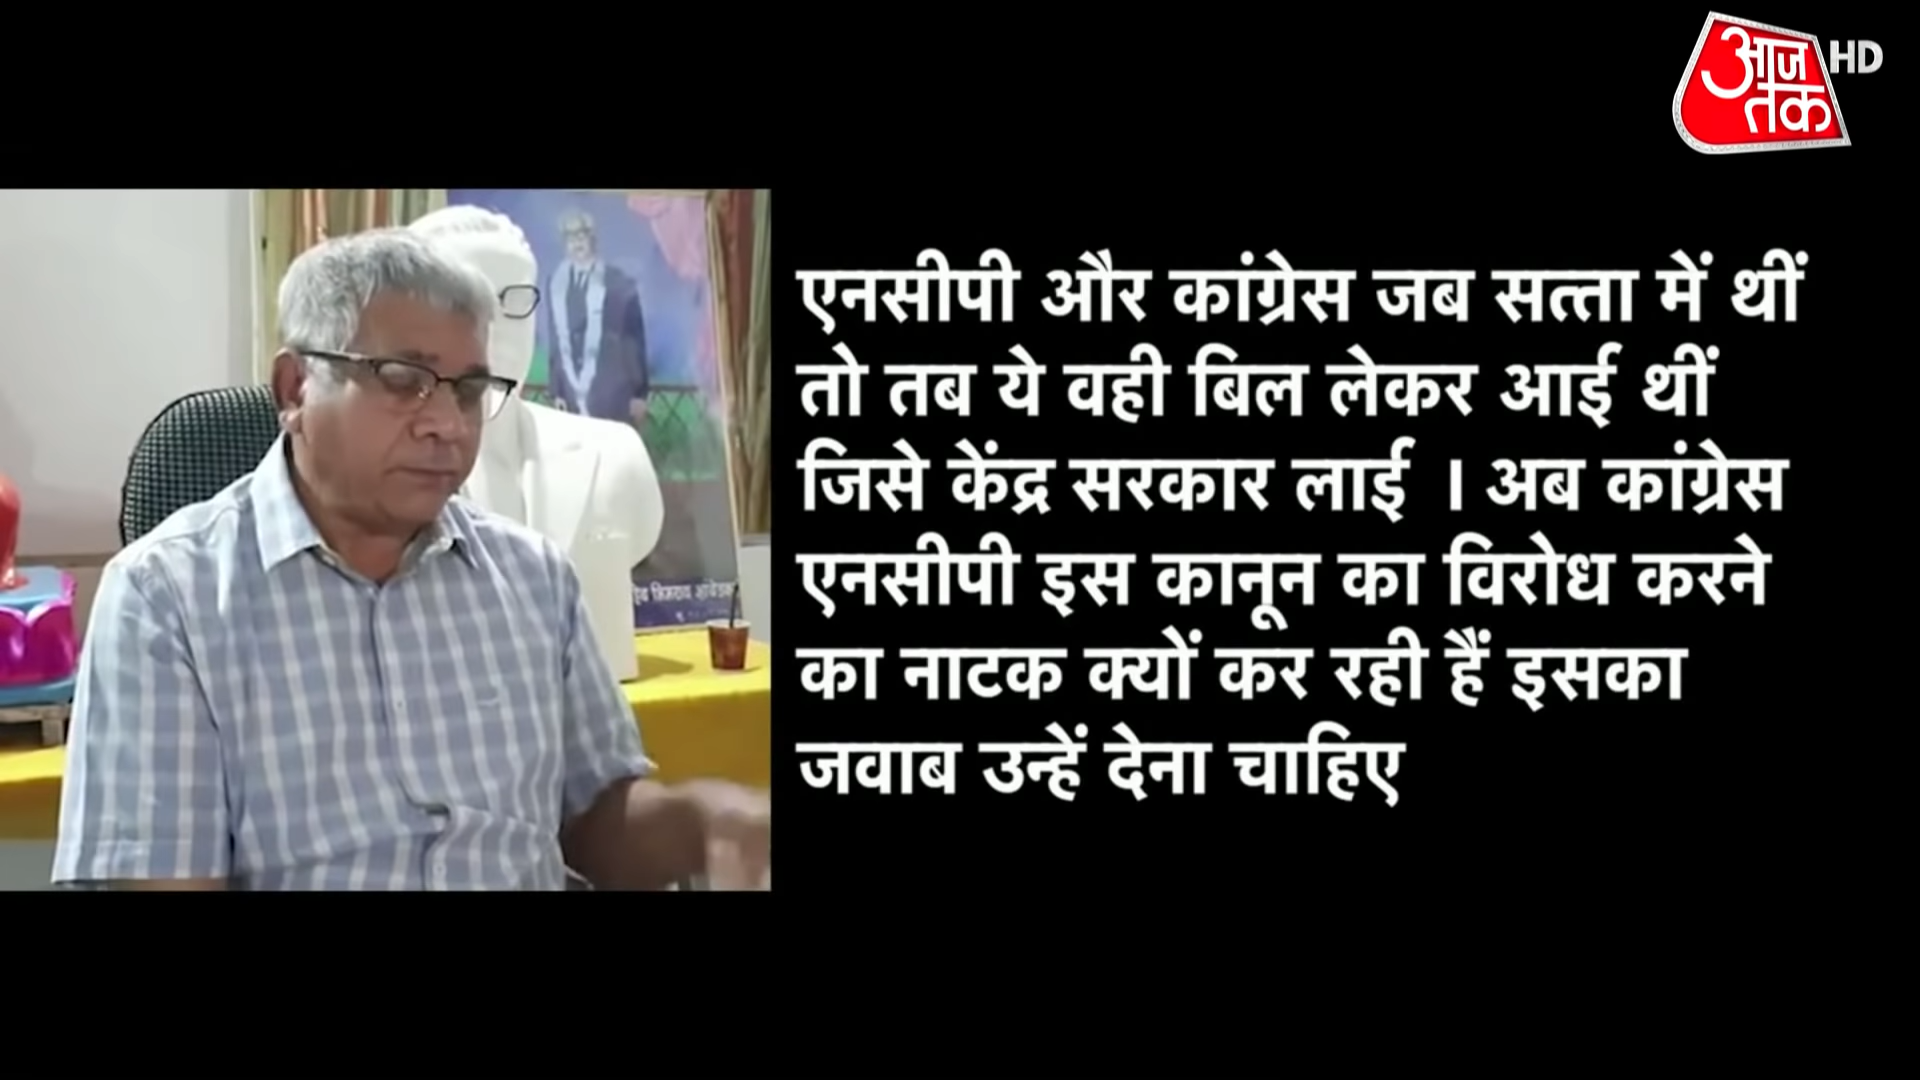 आज
तक
HD
एनसीपी और कांग्रेस जब सत्ता में थीं
तो तब ये वही बिल लेकर आई थीं
जिसे केंद्र सरकार लाई । अब कांग्रेस
एनसीपी इस कानून का विरोध करने
का नाटक क्यों कर रही हैं इसका
जवाब उन्हें देना चाहिए